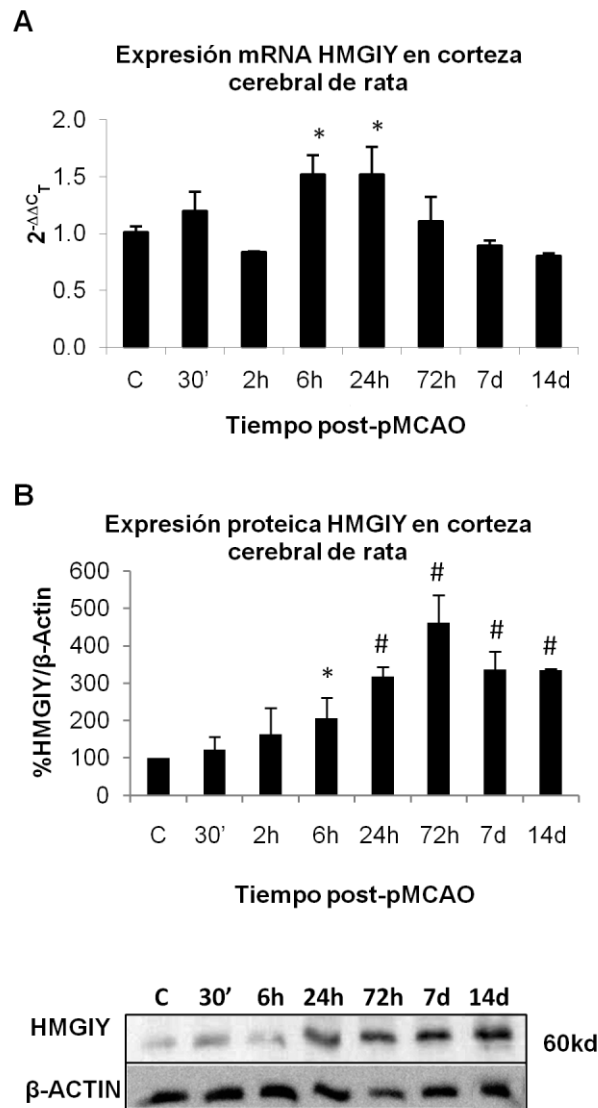 A
Expresión mRNA HMGIY en corteza
cerebral de rata
2.0
1.5
1.0
0.5
0.0
2-ΔΔCT
* *
C 30’ 2h 6h 24h 72h 7d 14d
Tiempo post-pMCAO
B
Expresión proteica HMGIY en corteza
cerebral de rata
600
500
400
300
200
100
0
%HMGIY/β-Actin
* # # # #
C 30’ 2h 6h 24h 72h 7d 14d
Tiempo post-pMCAO
C 30’ 6h 24h 72h 7d 14d
HMGIY 60kd
β-ACTIN